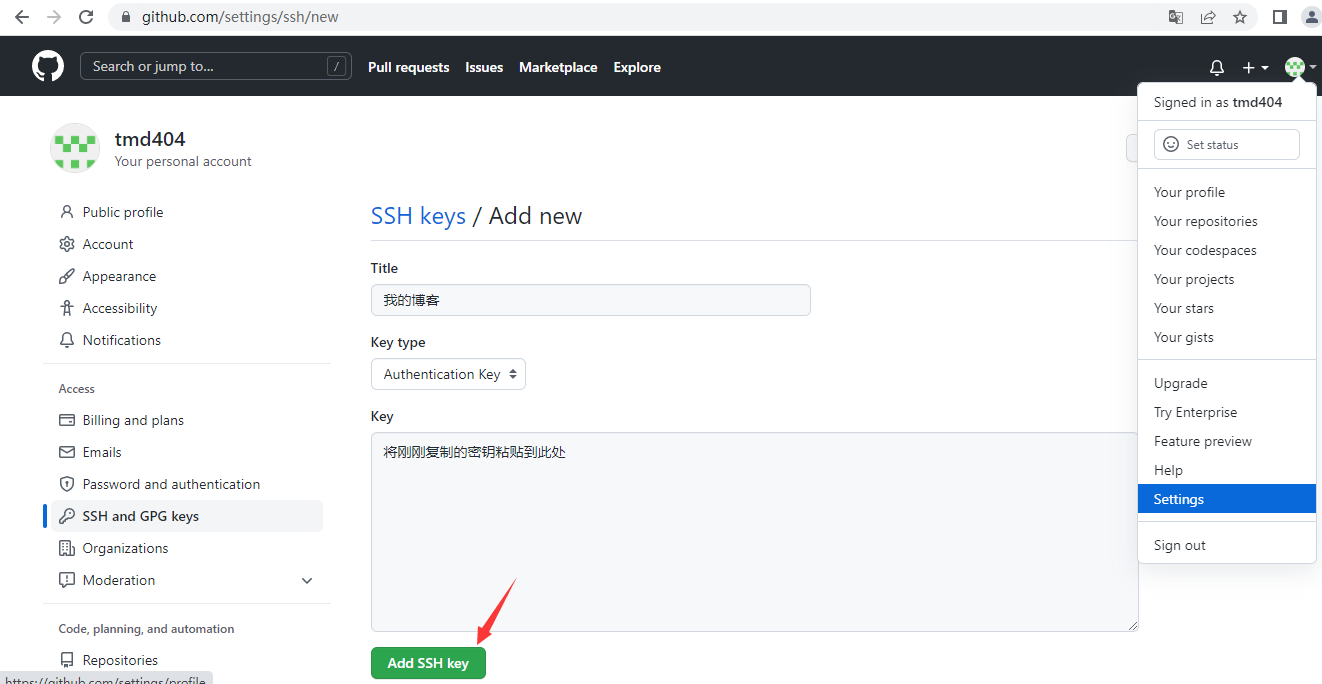 github.com/settings/ssh/new
Search or jump to...
/
Pull requests
Issues
Marketplace
Explore
Signed in as tmd404
Set status
Your profile
Your repositories
Your codespaces
Your projects
Your stars
Your gists
Upgrade
Try Enterprise
Feature preview
Help
Settings
Sign out
tmd404
Your personal account
Public profile
Account
Appearance
Accessibility
Notifications
Access
Billing and plans
Emails
Password and authentication
SSH and GPG keys
Organizations
Moderation
Code, planning, and automation
Repositories
https://github.com/settings/profile
SSH keys / Add new
Title
我的博客
Key type
Authentication Key
Key
将刚刚复制的密钥粘贴到此处
Add SSH key